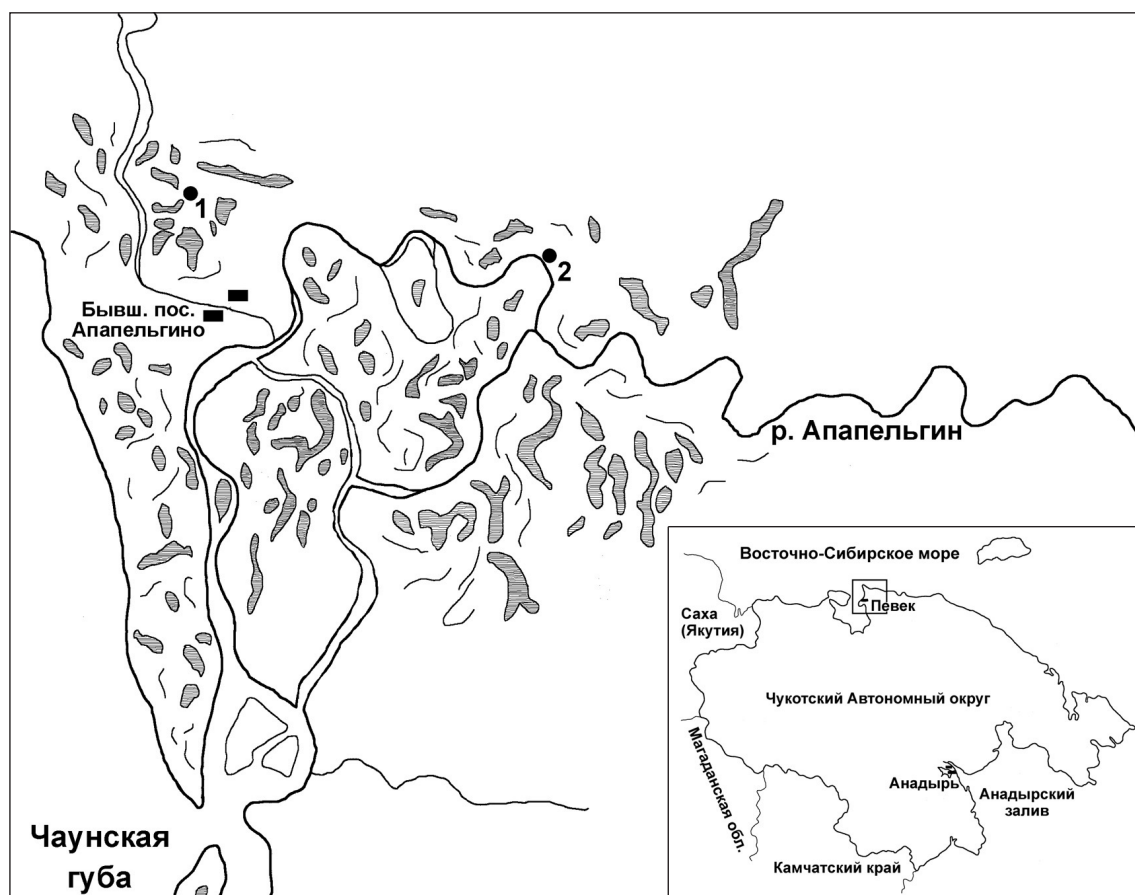 1
2
Бывш. пос.
Апапельгино
р. Апапельгин
Чаунская
губа
Восточно-Сибирское море
Певек
Саха
(Якутия)
Чукотский Автономный округ
Магаданская обл.
Анадырь
Анадырский
залив
Камчатский край